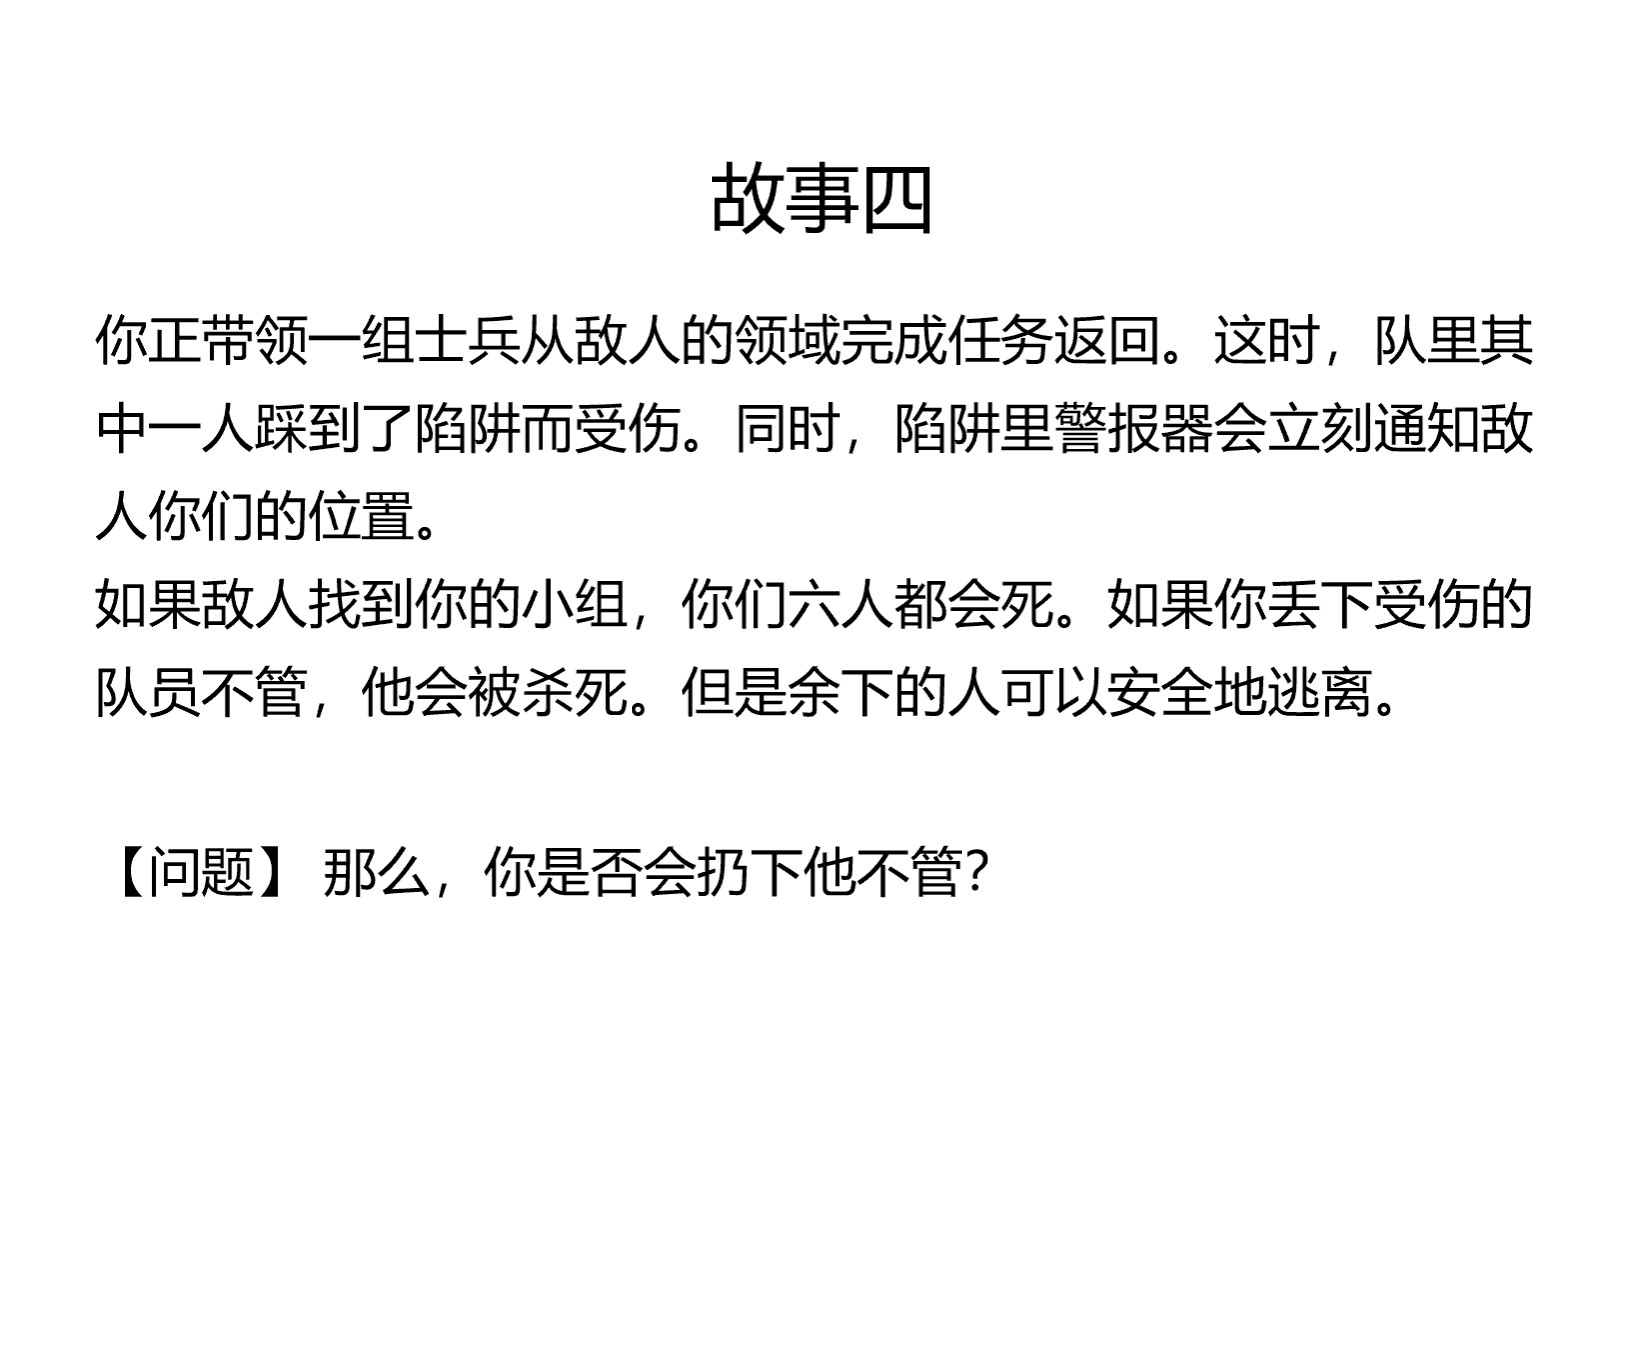 故事四
你正带领一组士兵从敌人的领域完成任务返回。这时，队里其
中一人踩到了陷阱而受伤。同时，陷阱里警报器会立刻通知敌
人你们的位置。
如果敌人找到你的小组，你们六人都会死。如果你丢下受伤的
队员不管，他会被杀死。但是余下的人可以安全地逃离。
【问题】 那么，你是否会扔下他不管？